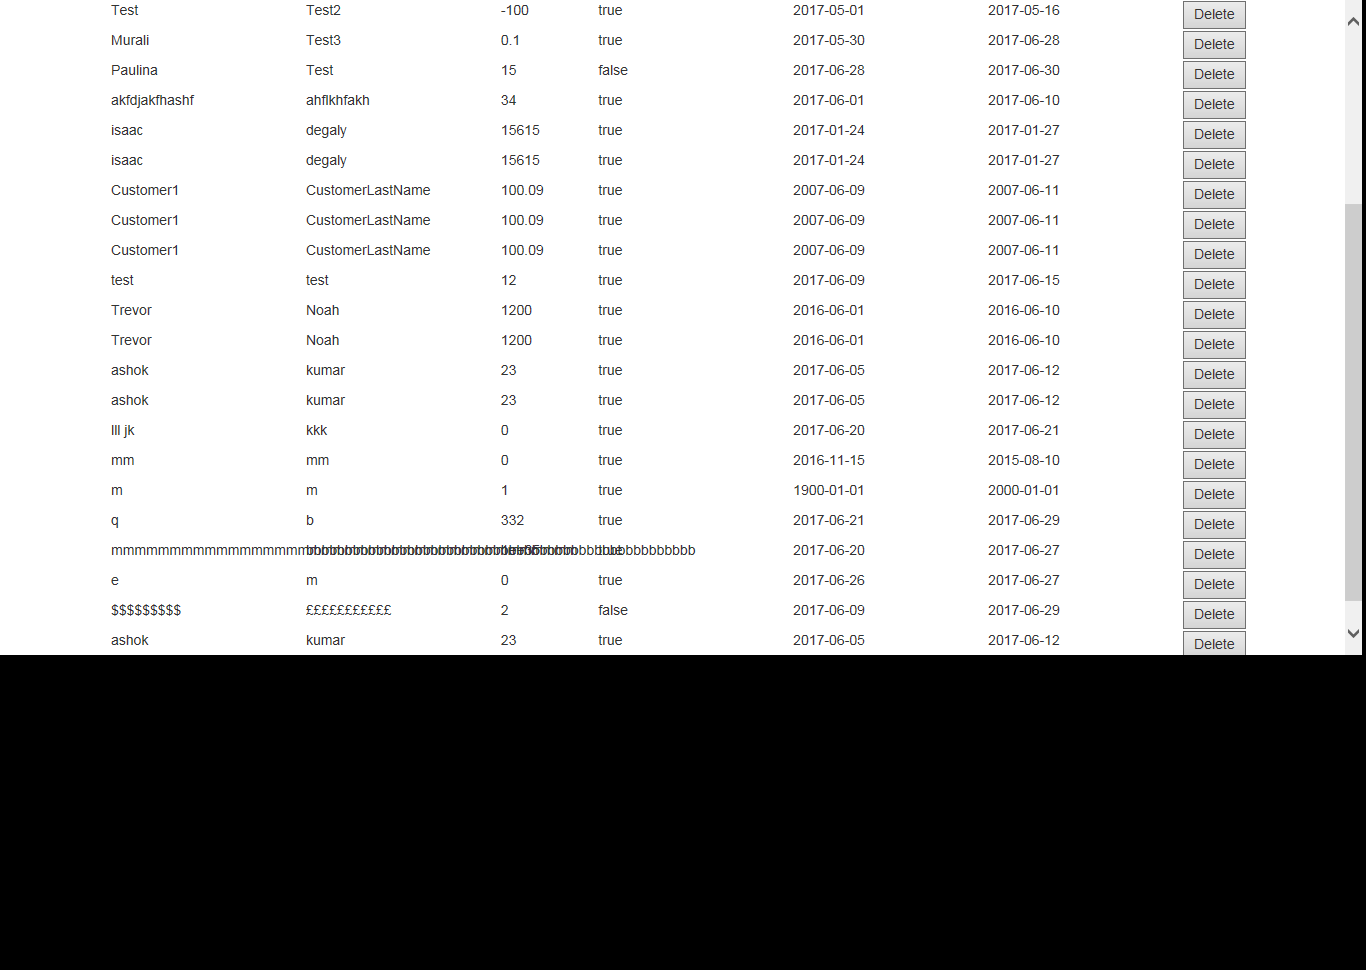 Test Test2 -100 true 2017-05-01 2017-05-16 Delete
Murali Test3 0.1 true 2017-05-30 2017-06-28 Delete
Paulina Test 15 false 2017-06-28 2017-06-30 Delete
akfdjakfhashf ahflkhfakh 34 true 2017-06-01 2017-06-10 Delete
isaac degaly 15615 true 2017-01-24 2017-01-27 Delete
isaac degaly 15615 true 2017-01-24 2017-01-27 Delete
Customer1 CustomerLastName 100.09 true 2007-06-09 2007-06-11 Delete
Customer1 CustomerLastName 100.09 true 2007-06-09 2007-06-11 Delete
Customer1 CustomerLastName 100.09 true 2007-06-09 2007-06-11 Delete
test test 12 true 2017-06-09 2017-06-15 Delete
Trevor Noah 1200 true 2016-06-01 2016-06-10 Delete
Trevor Noah 1200 true 2016-06-01 2016-06-10 Delete
ashok kumar 23 true 2017-06-05 2017-06-12 Delete
ashok kumar 23 true 2017-06-05 2017-06-12 Delete
lll jk kkk 0 true 2017-06-20 2017-06-21 Delete
mm mm 0 true 2016-11-15 2015-08-10 Delete
m m 1 true 1900-01-01 2000-01-01 Delete
q b 332 true 2017-06-21 2017-06-29 Delete
true 2017-06-20 2017-06-27 Delete
e m 0 true 2017-06-26 2017-06-27 Delete
$$$$$$$$$ £££££££££££ 2 false 2017-06-09 2017-06-29 Delete
ashok kumar 23 true 2017-06-05 2017-06-12 Delete